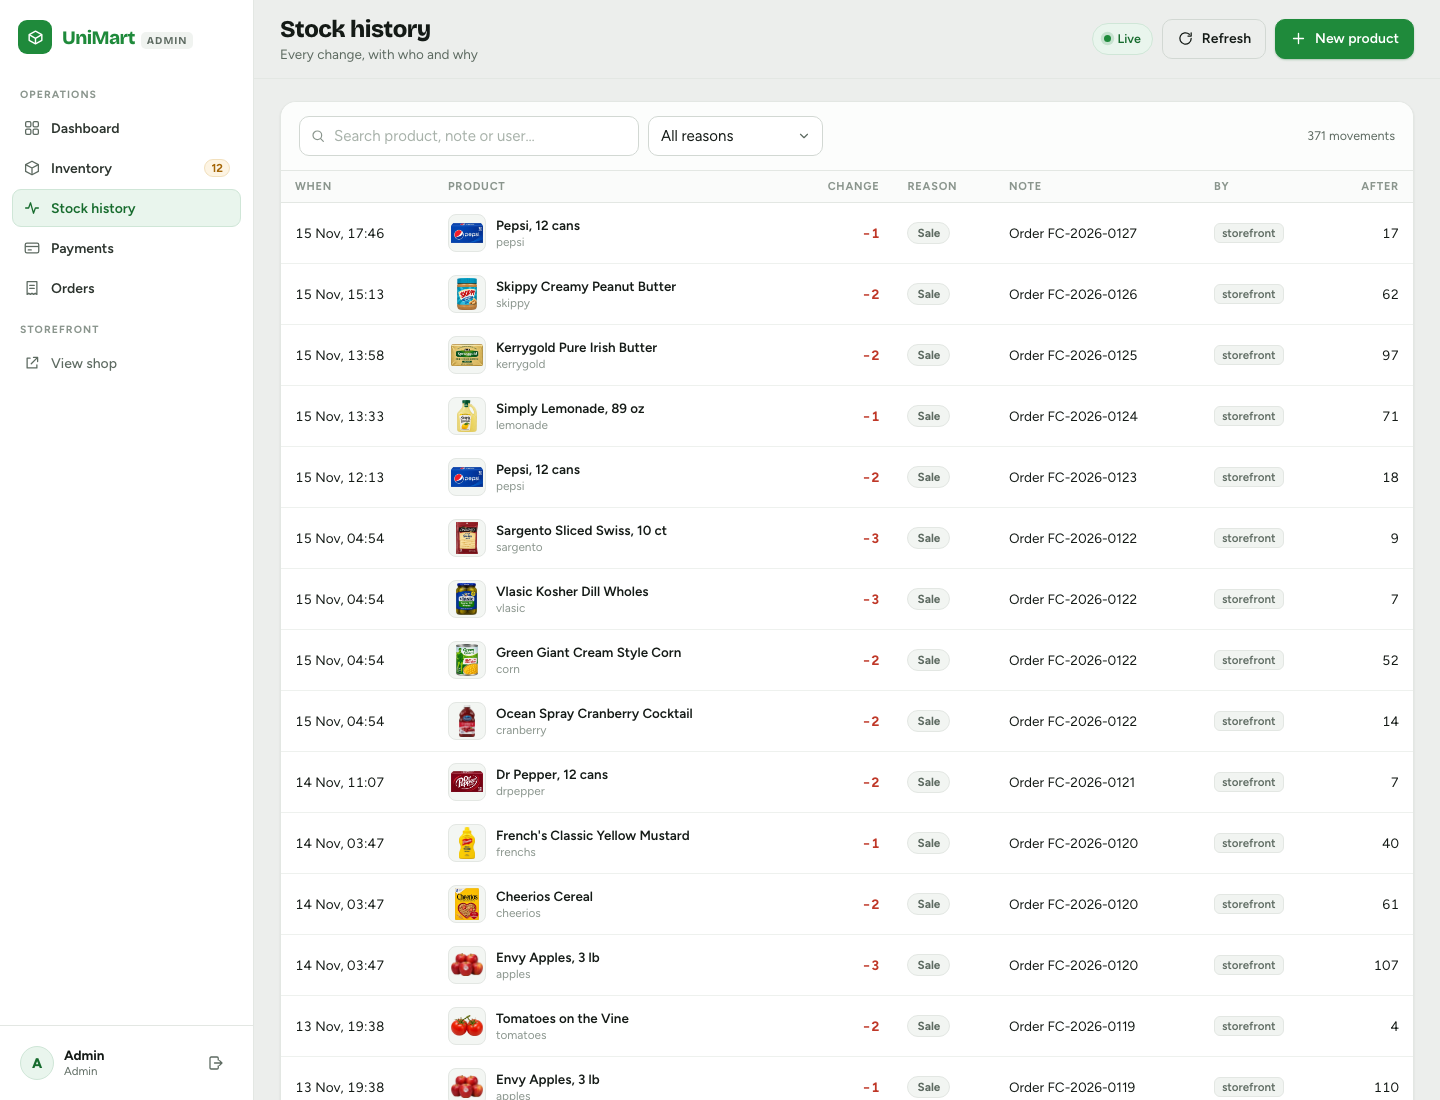 UniMart ADMIN
OPERATIONS
Dashboard
Inventory 12
Stock history
Payments
Orders
STOREFRONT
View shop
A Admin
Admin
Stock history
Every change, with who and why
Live Refresh New product
Search product, note or user... All reasons 371 movements
WHEN PRODUCT CHANGE REASON NOTE BY AFTER
15 Nov, 17:46 Pepsi, 12 cans -1 Sale Order FC-2026-0127 storefront 17
pepsi
15 Nov, 15:13 Skippy Creamy Peanut Butter -2 Sale Order FC-2026-0126 storefront 62
skippy
15 Nov, 13:58 Kerrygold Pure Irish Butter -2 Sale Order FC-2026-0125 storefront 97
kerrygold
15 Nov, 13:33 Simply Lemonade, 89 oz -1 Sale Order FC-2026-0124 storefront 71
lemonade
15 Nov, 12:13 Pepsi, 12 cans -2 Sale Order FC-2026-0123 storefront 18
pepsi
15 Nov, 04:54 Sargento Sliced Swiss, 10 ct -3 Sale Order FC-2026-0122 storefront 9
sargento
15 Nov, 04:54 Vlasic Kosher Dill Wholes -3 Sale Order FC-2026-0122 storefront 7
vlasic
15 Nov, 04:54 Green Giant Cream Style Corn -2 Sale Order FC-2026-0122 storefront 52
corn
15 Nov, 04:54 Ocean Spray Cranberry Cocktail -2 Sale Order FC-2026-0122 storefront 14
cranberry
14 Nov, 11:07 Dr Pepper, 12 cans -2 Sale Order FC-2026-0121 storefront 7
drpepper
14 Nov, 03:47 French's Classic Yellow Mustard -1 Sale Order FC-2026-0120 storefront 40
frenchs
14 Nov, 03:47 Cheerios Cereal -2 Sale Order FC-2026-0120 storefront 61
cheerios
14 Nov, 03:47 Envy Apples, 3 lb -3 Sale Order FC-2026-0120 storefront 107
apples
13 Nov, 19:38 Tomatoes on the Vine -2 Sale Order FC-2026-0119 storefront 4
tomatoes
13 Nov, 19:38 Envy Apples, 3 lb -1 Sale Order FC-2026-0119 storefront 110
apples